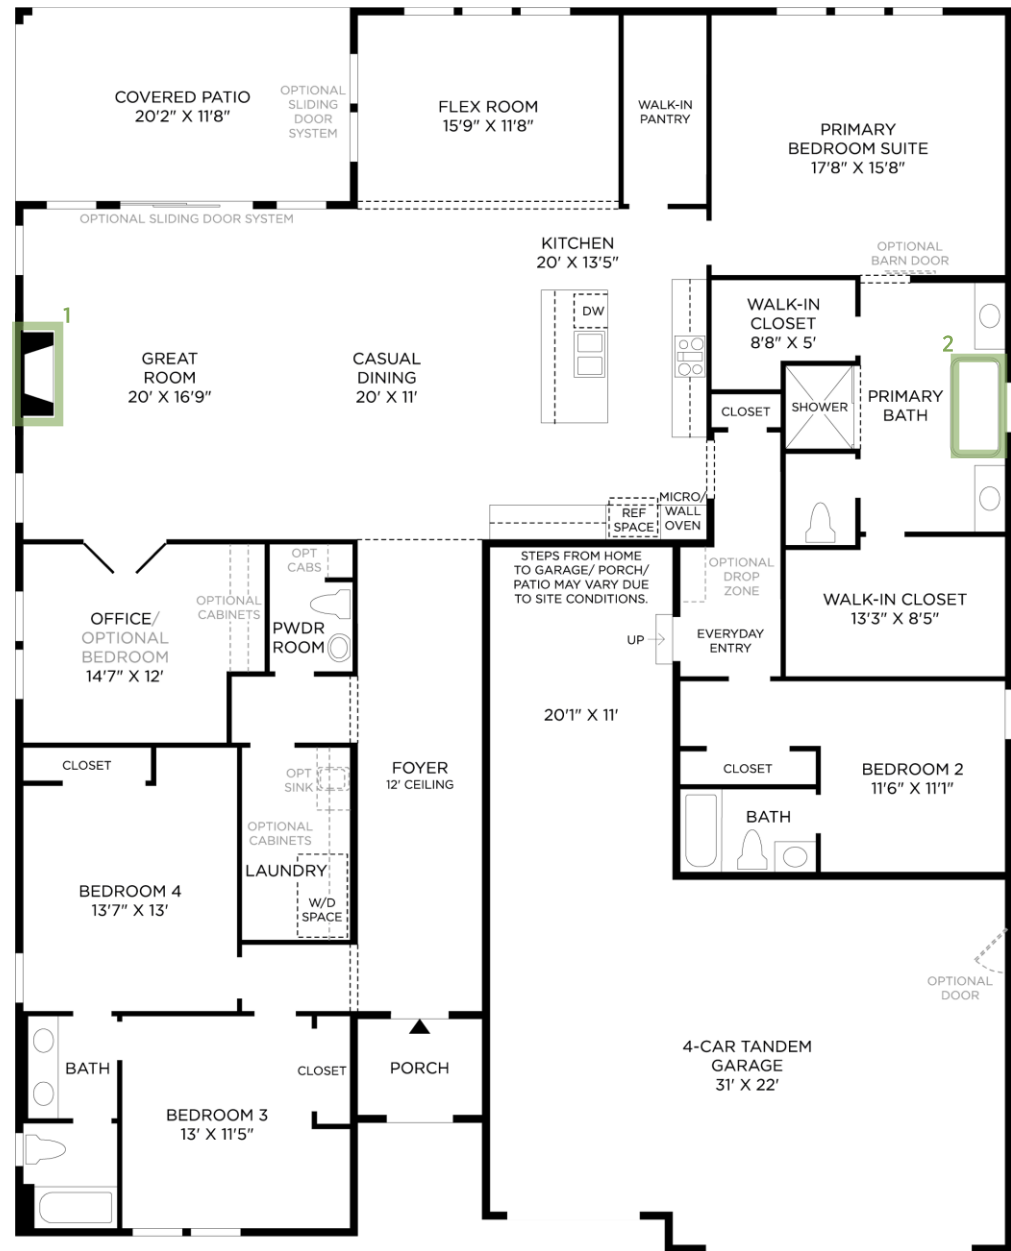 COVERED PATIO
20'2" X 11'8"
OPTIONAL
SLIDING
DOOR
SYSTEM
FLEX ROOM
15'9" X 11'8"
WALK-IN
PANTRY
PRIMARY
BEDROOM SUITE
17'8" X 15'8"
OPTIONAL SLIDING DOOR SYSTEM
KITCHEN
20' X 13'5"
OPTIONAL
BARN DOOR
1
GREAT
ROOM
20' X 16'9"
CASUAL
DINING
20' X 11'
DW
WALK-IN
CLOSET
8'8" X 5'
2
CLOSET
SHOWER
PRIMARY
BATH
REF
SPACE
MICRO/
WALL
OVEN
OPT
CABS
STEPS FROM HOME
TO GARAGE/ PORCH/
PATIO MAY VARY DUE
TO SITE CONDITIONS.
OPTIONAL
DROP
ZONE
OFFICE/
OPTIONAL
BEDROOM
14'7" X 12'
OPTIONAL
CABINETS
PWDR
ROOM
UP
EVERYDAY
ENTRY
WALK-IN CLOSET
13'3" X 8'5"
20'1" X 11'
CLOSET
OPT
SINK
FOYER
12' CEILING
CLOSET
BEDROOM 2
11'6" X 11'1"
OPTIONAL
CABINETS
LAUNDRY
W/D
SPACE
BATH
BEDROOM 4
13'7" X 13'
OPTIONAL
DOOR
BATH
CLOSET
PORCH
4-CAR TANDEM
GARAGE
31' X 22'
BEDROOM 3
13' X 11'5"